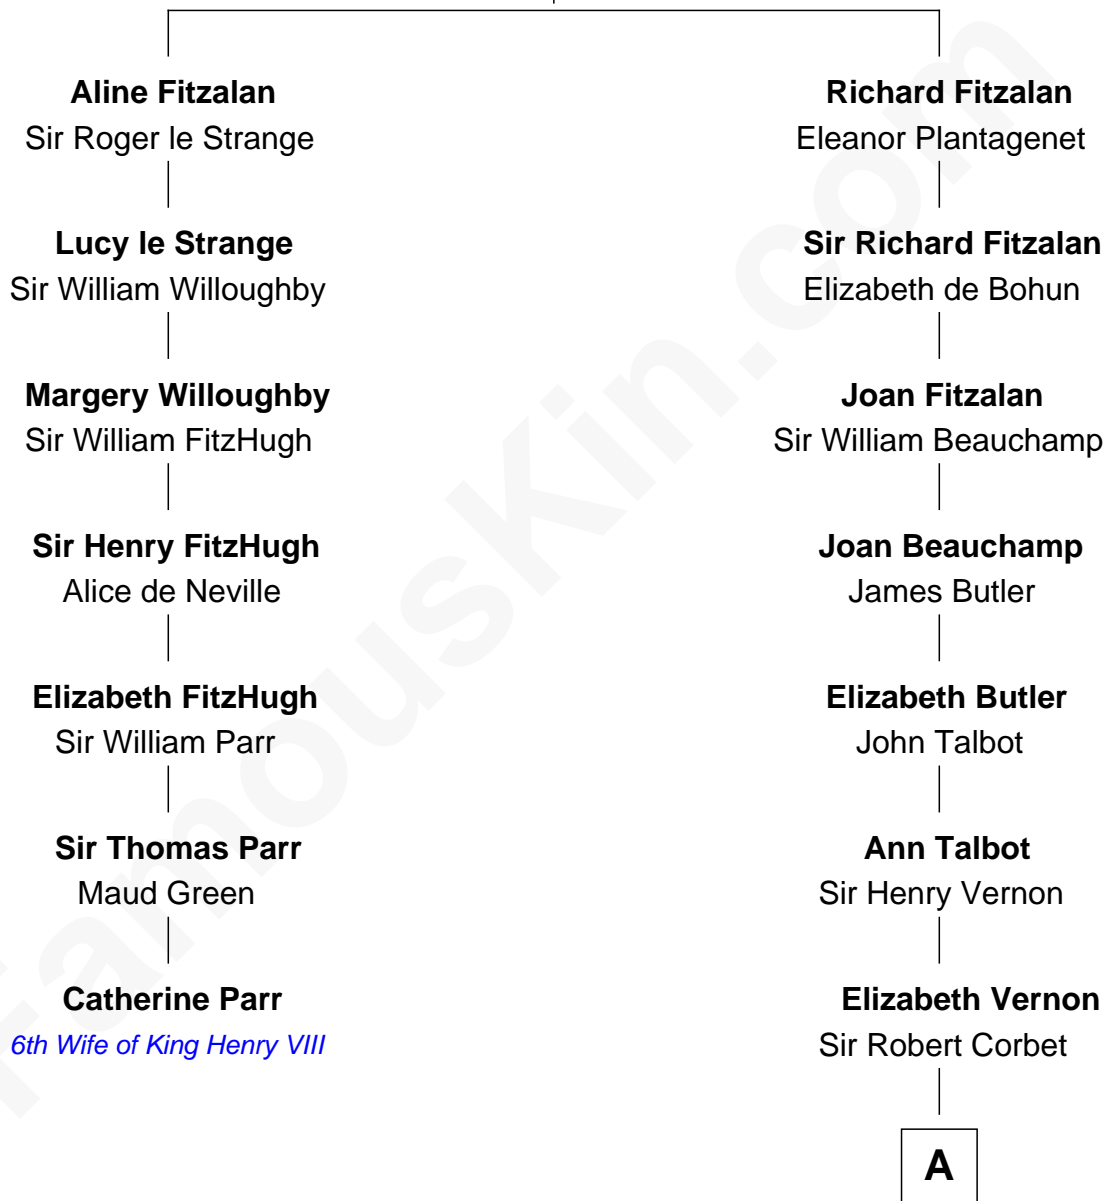 Aline Fitzalan
Sir Roger le Strange
Lucy le Strange
Sir William Willoughby
Margery Willoughby
Sir William FitzHugh
Sir Henry FitzHugh
Alice de Neville
Elizabeth FitzHugh
Sir William Parr
Sir Thomas Parr
Maud Green
Catherine Parr
6th Wife of King Henry VIII
Richard Fitzalan
Eleanor Plantagenet
Sir Richard Fitzalan
Elizabeth de Bohun
Joan Fitzalan
Sir William Beauchamp
Joan Beauchamp
James Butler
Elizabeth Butler
John Talbot
Ann Talbot
Sir Henry Vernon
Elizabeth Vernon
Sir Robert Corbet
A
FamousKin.com